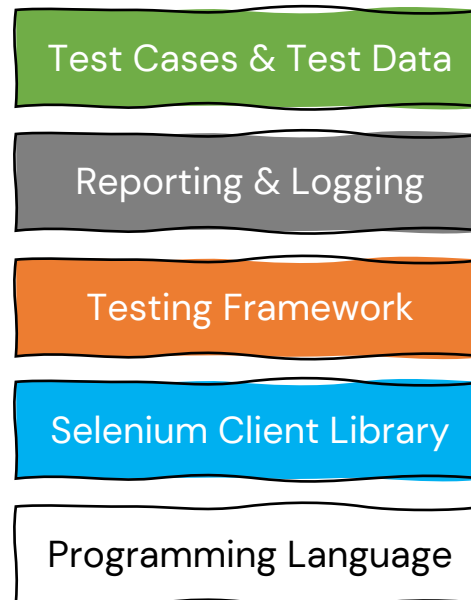 Test Cases & Test Data
Reporting & Logging
Testing Framework
Selenium Client Library
Programming Language